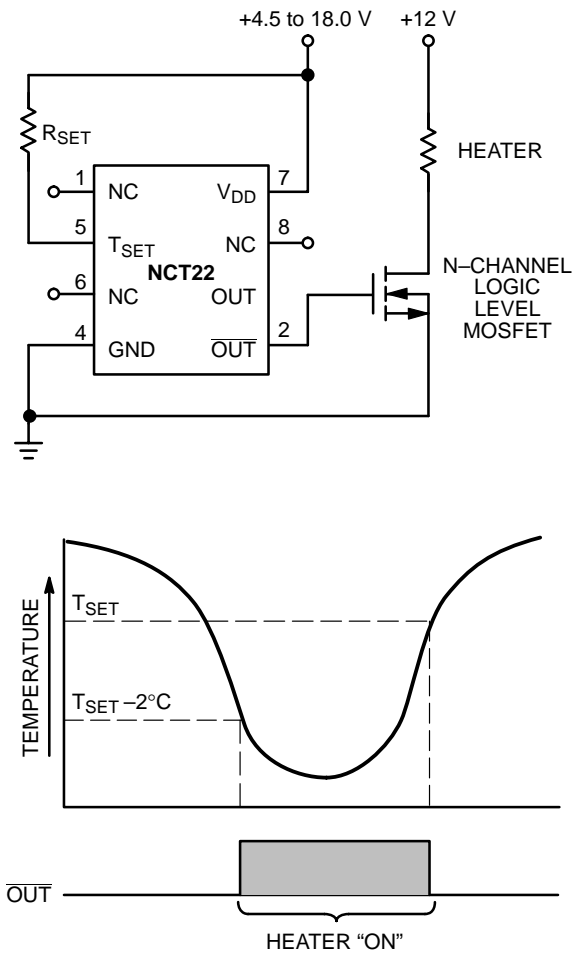 +4.5 to 18.0 V
+12 V
RSET
HEATER
1
NC
VDD
7
5
TSET
NC
8
NCT22
6
NC
OUT
4
GND
OUT
2
N–CHANNEL
LOGIC
LEVEL
MOSFET
TEMPERATURE
TSET
TSET –2°C
OUT
HEATER “ON”